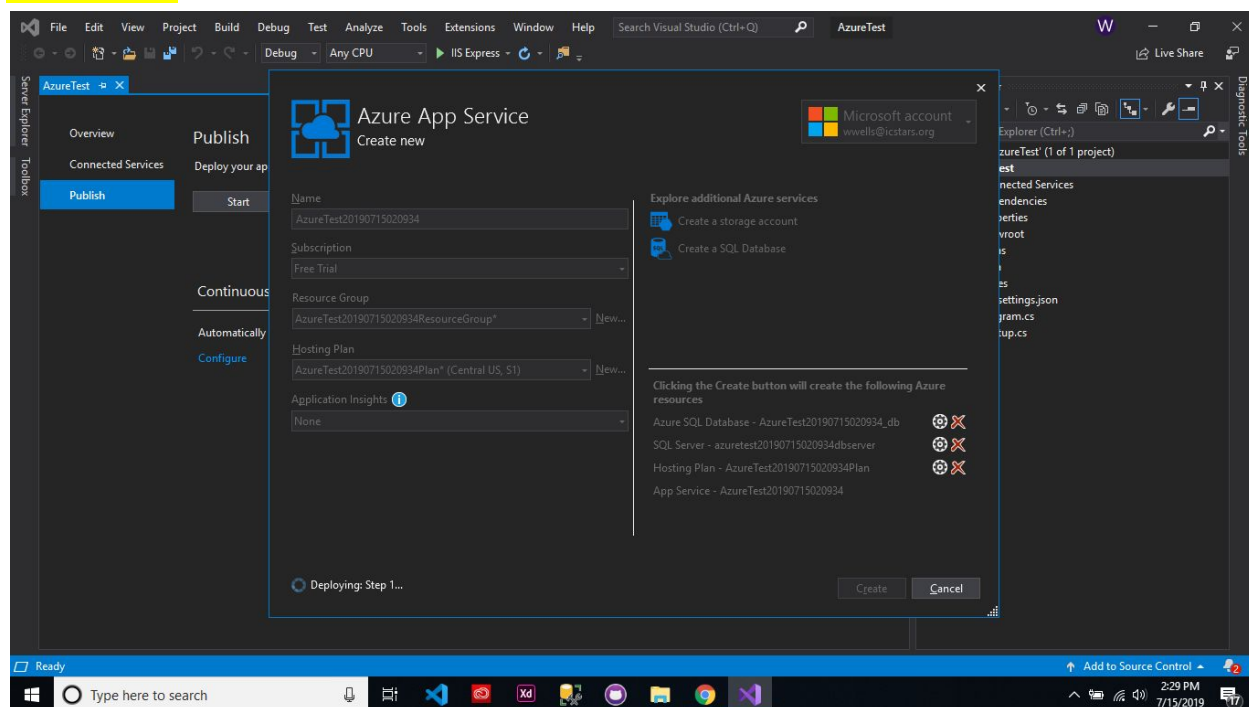 File Edit View Project Build Debug Test Analyze Tools Extensions Window Help Search Visual Studio (Ctrl+Q) AzureTest W
Debug Any CPU IIS Express Live Share
Server Explorer
Toolbox
AzureTest
Overview
Connected Services
Publish
Publish
Deploy your ap
Start
Continuous
Automatically
Configure
Azure App Service
Create new
Microsoft account
wwells@icstars.org
Name
AzureTest20190715020934
Subscription
Free Trial
Resource Group
AzureTest20190715020934ResourceGroup* New...
Hosting Plan
AzureTest20190715020934Plan* (Central US, S1) New...
Application Insights
None
Explore additional Azure services
Create a storage account
Create a SQL Database
Clicking the Create button will create the following Azure
resources
Azure SQL Database - AzureTest20190715020934_db
SQL Server - azuretest20190715020934dbserver
Hosting Plan - AzureTest20190715020934Plan
App Service - AzureTest20190715020934
Deploying: Step 1...
Create Cancel
Explorer (Ctrl+;)
zureTest' (1 of 1 project)
est
nected Services
endencies
perties
vroot
ns
es
settings.json
gram.cs
tup.cs
Diagnostic Tools
Ready
Add to Source Control 2
Type here to search
Xd
2:29 PM
7/15/2019
17